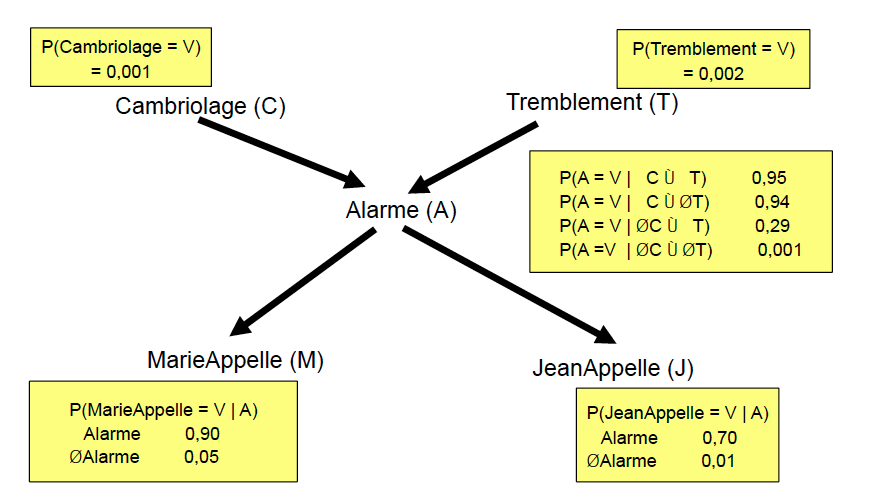 P(Cambriolage = V)
= 0,001
P(Tremblement = V)
= 0,002
Cambriolage (C)
Tremblement (T)
P(A = V | C Ù T) 0,95
P(A = V | C Ù ØT) 0,94
P(A = V | ØC Ù T) 0,29
P(A =V | ØC Ù ØT) 0,001
Alarme (A)
MarieAppelle (M)
JeanAppelle (J)
P(MarieAppelle = V | A)
Alarme 0,90
ØAlarme 0,05
P(JeanAppelle = V | A)
Alarme 0,70
ØAlarme 0,01